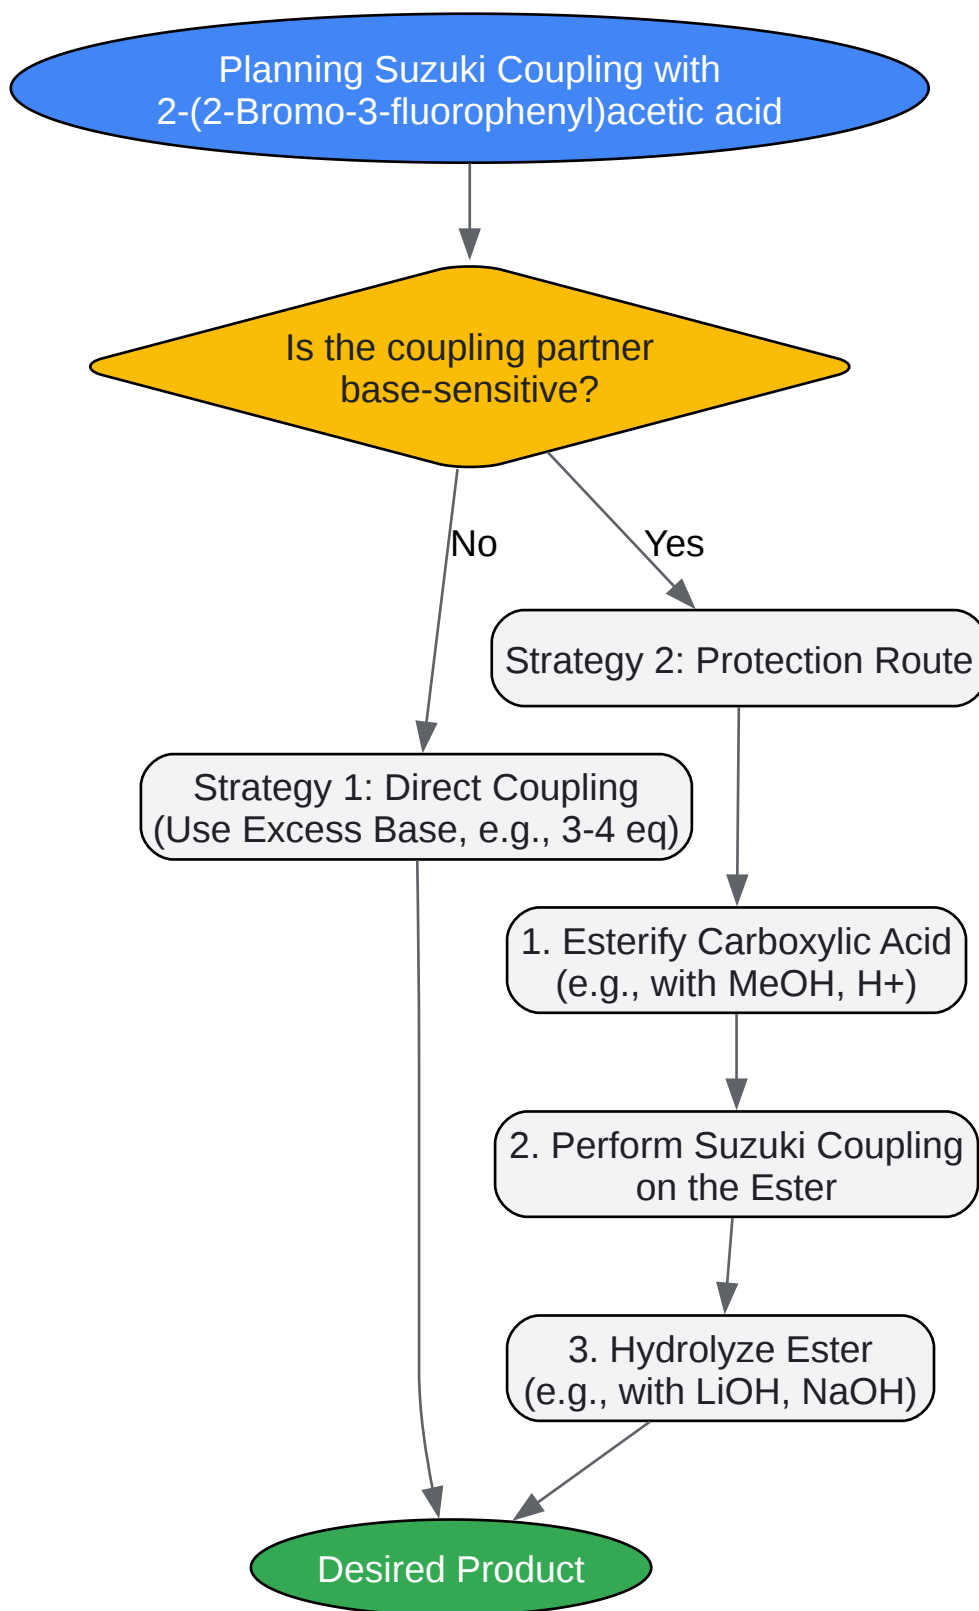 Planning Suzuki Coupling with
2-(2-Bromo-3-fluorophenyl)acetic acid
Is the coupling partner
base-sensitive?
No
Yes
Strategy 2: Protection Route
Strategy 1: Direct Coupling
(Use Excess Base, e.g., 3-4 eq)
1. Esterify Carboxylic Acid
(e.g., with MeOH, H+)
2. Perform Suzuki Coupling
on the Ester
3. Hydrolyze Ester
(e.g., with LiOH, NaOH)
Desired Product